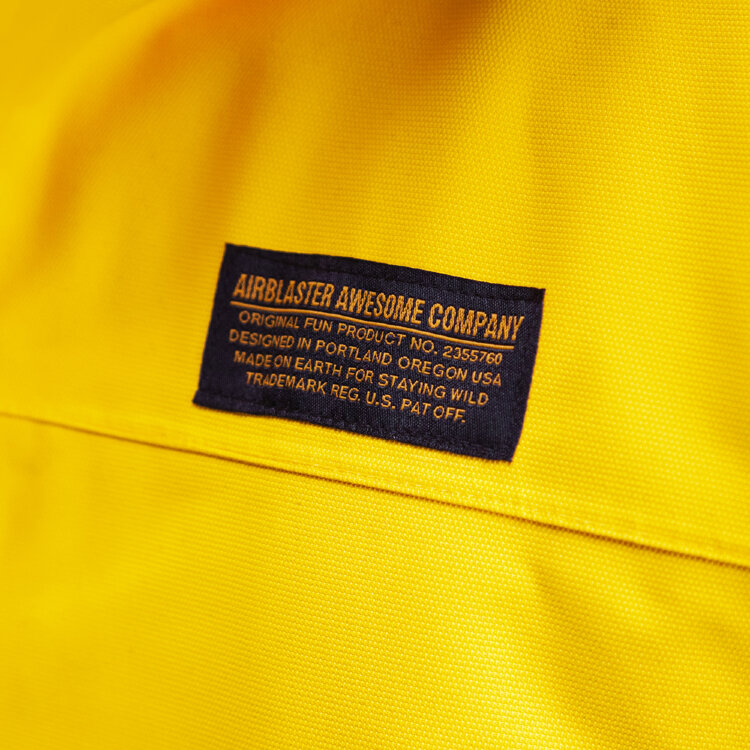 AIRBLASTER AWESOME COMPANY
ORIGINAL FUN PRODUCT NO. 2355760
DESIGNED IN PORTLAND OREGON USA
MADE ON EARTH FOR STAYING WILD
TRADEMARK REG. U.S. PAT OFF.